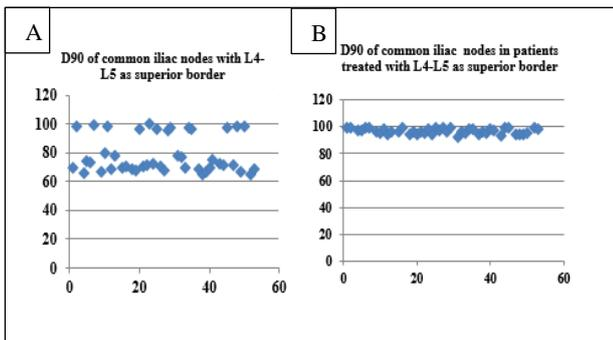 A
D90 of common iliac nodes with L4-
L5 as superior border
120
100
80
60
40
20
0
0 20 40 60
B
D90 of common iliac nodes in patients
treated with L4-L5 as superior border
120
100
80
60
40
20
0
0 20 40 60